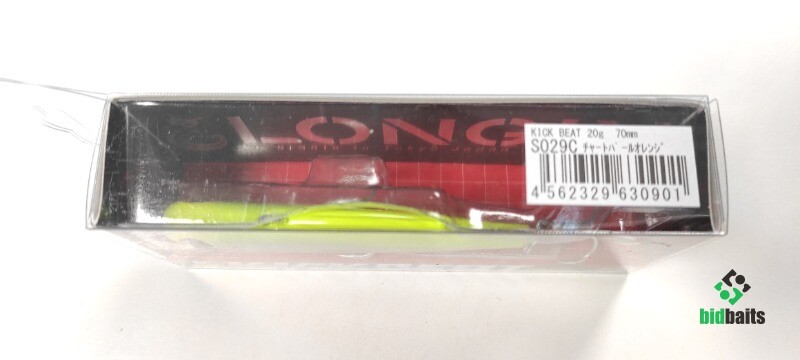 LONGIN
KICK BEAT 20g 70mm
S029C ﾁｬｰﾄﾊﾟｰﾙｵﾚﾝｼﾞ
4 562329 630901
bidbaits